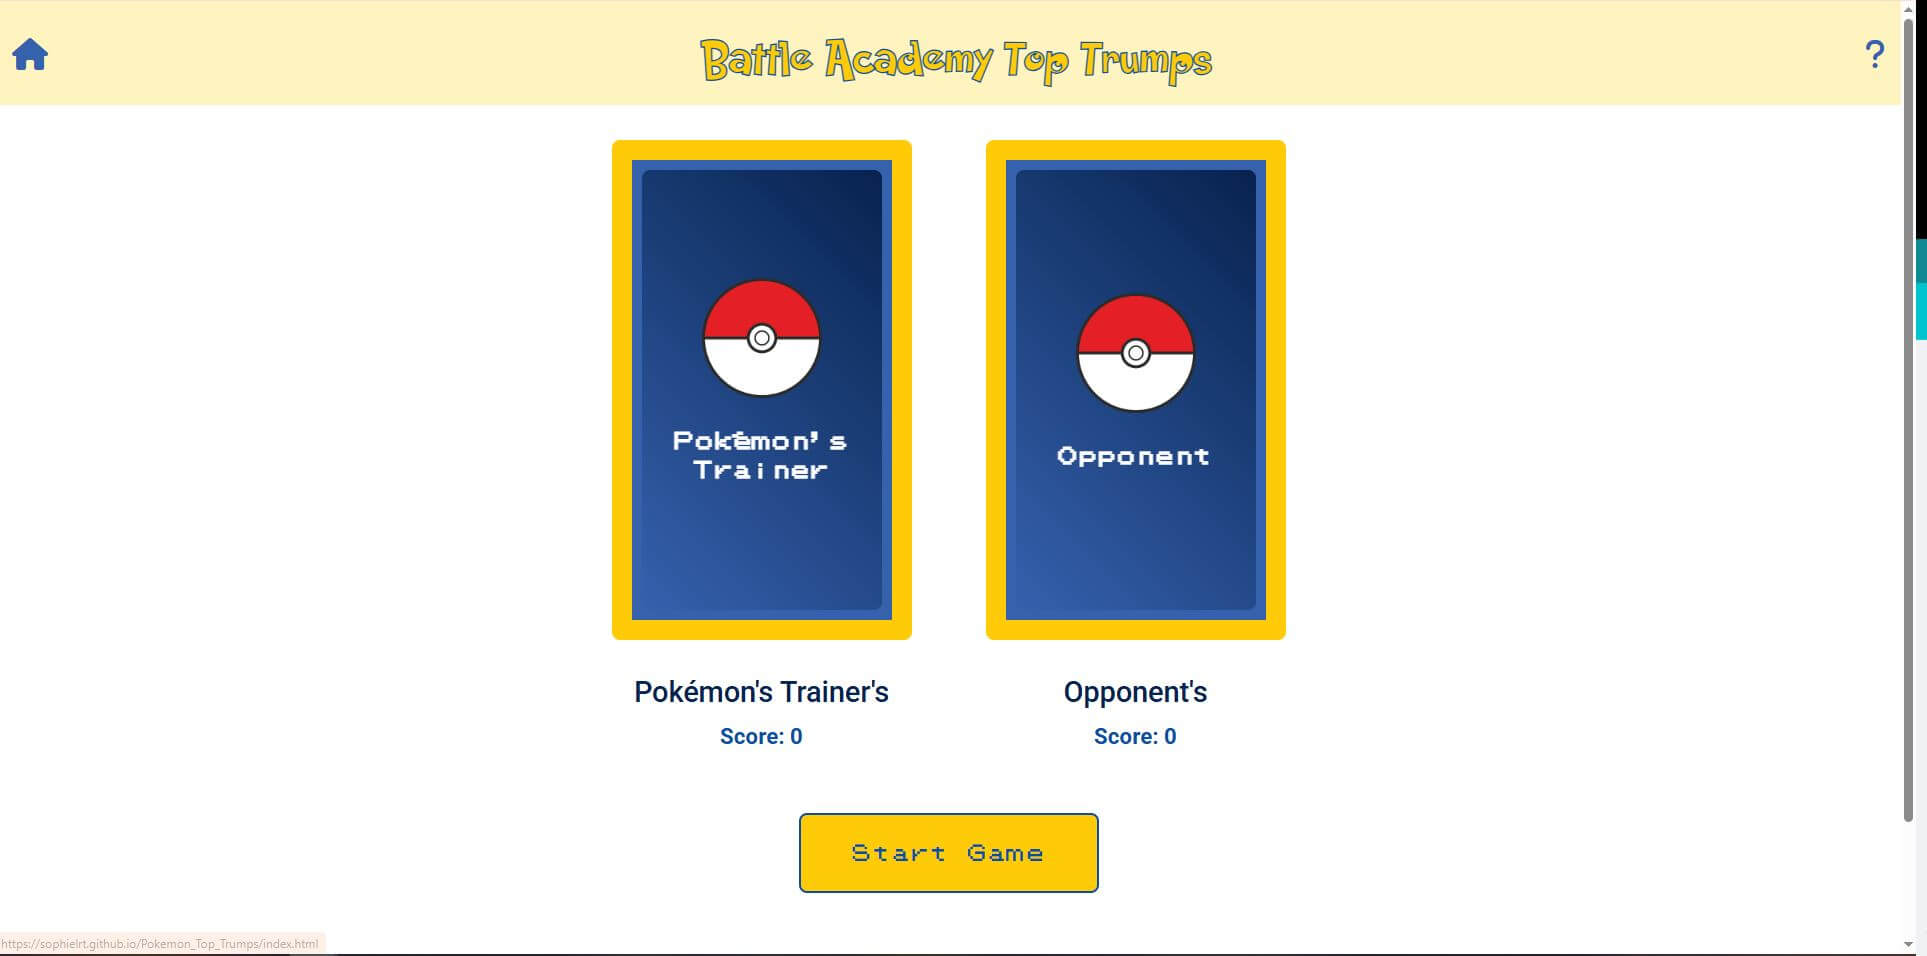 Battle Academy Top Trumps
?
Pokémon's
Trainer
Opponent
Pokémon's Trainer's
Opponent's
Score: 0
Score: 0
Start Game
https://sophielrt.github.io/Pokemon_Top_Trumps/index.html